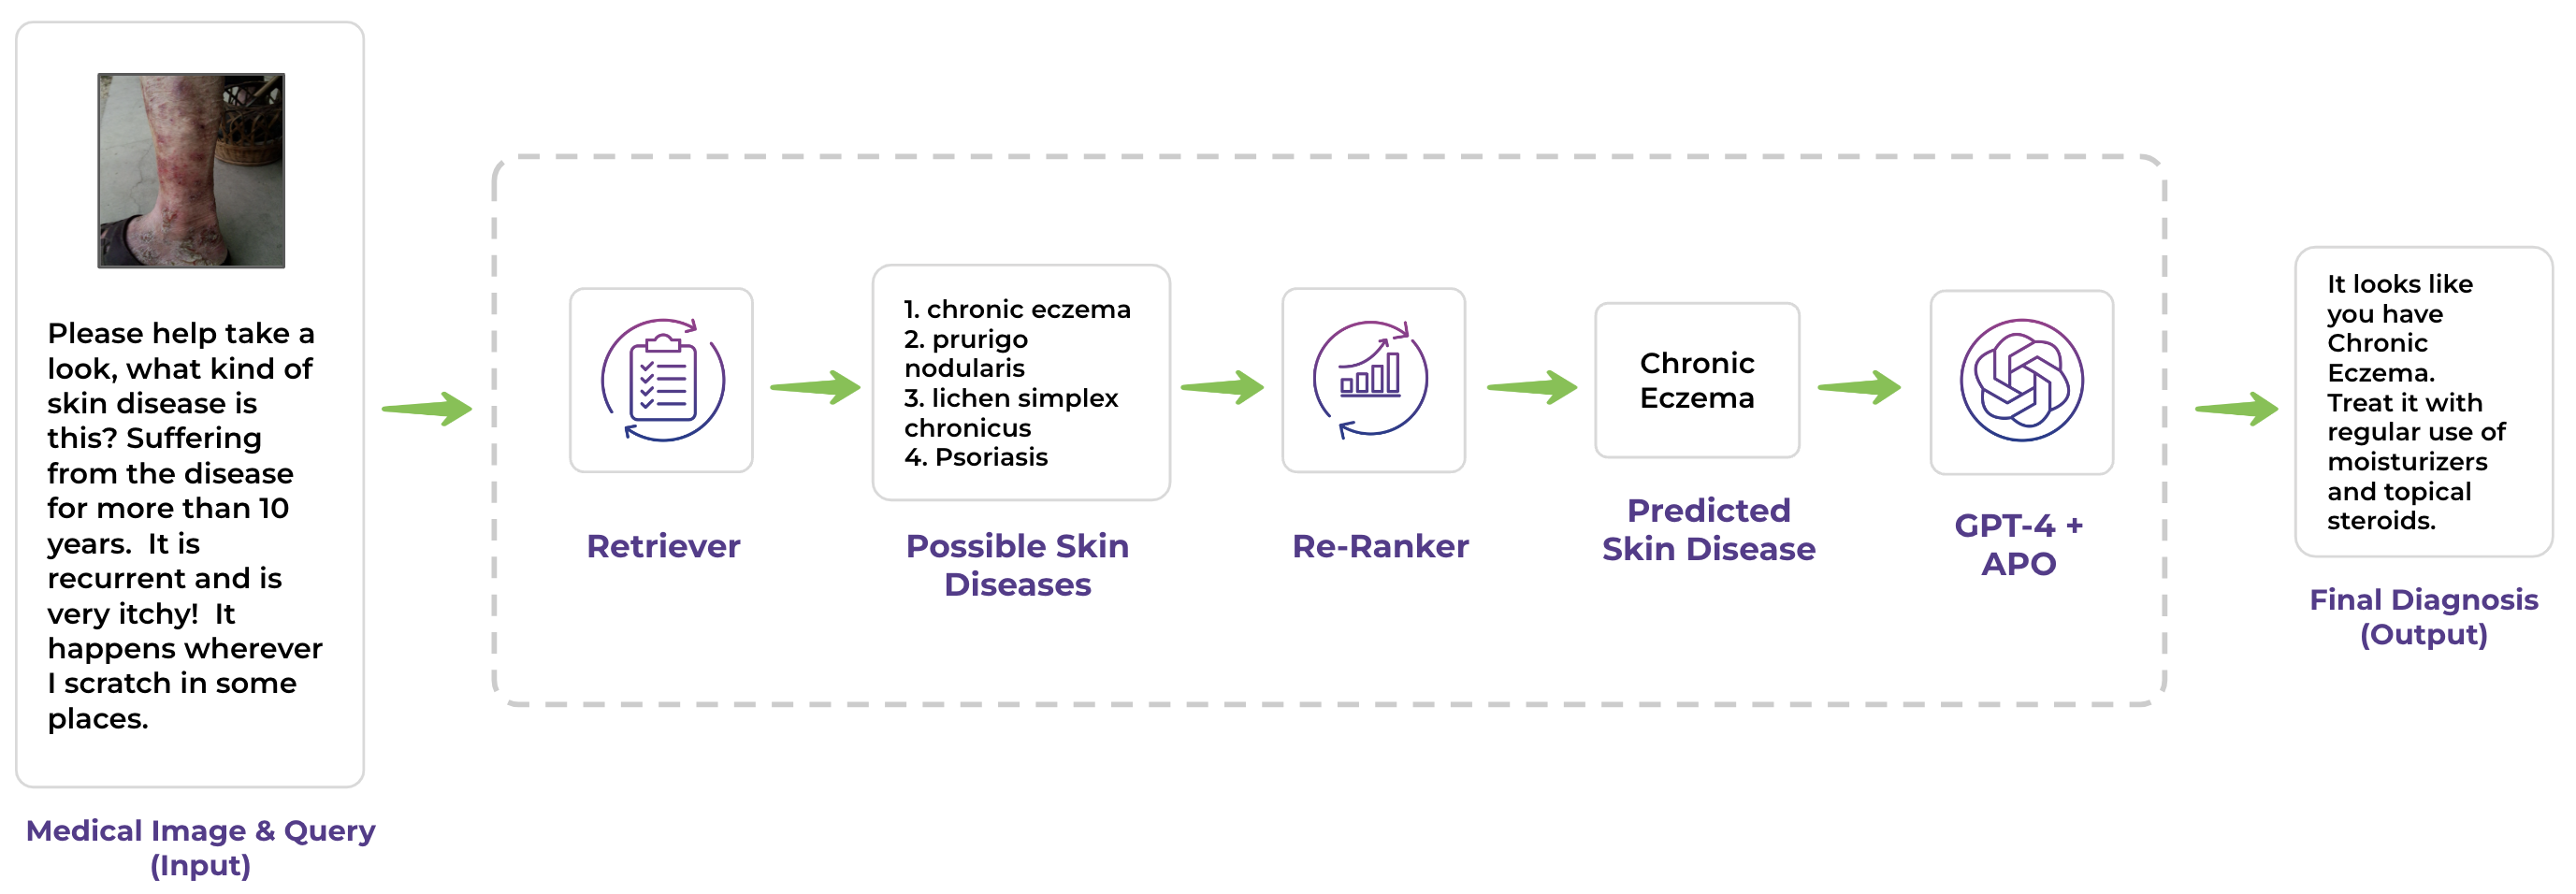 Please help take a
look, what kind of
skin disease is
this? Suffering
from the disease
for more than 10
years. It is
recurrent and is
very itchy! It
happens wherever
I scratch in some
places.
Medical Image & Query
(Input)
Retriever
1. chronic eczema
2. prurigo
nodularis
3. lichen simplex
chronicus
4. Psoriasis
Possible Skin
Diseases
Re-Ranker
Chronic
Eczema
Predicted
Skin Disease
GPT-4 +
APO
It looks like
you have
Chronic
Eczema.
Treat it with
regular use of
moisturizers
and topical
steroids.
Final Diagnosis
(Output)